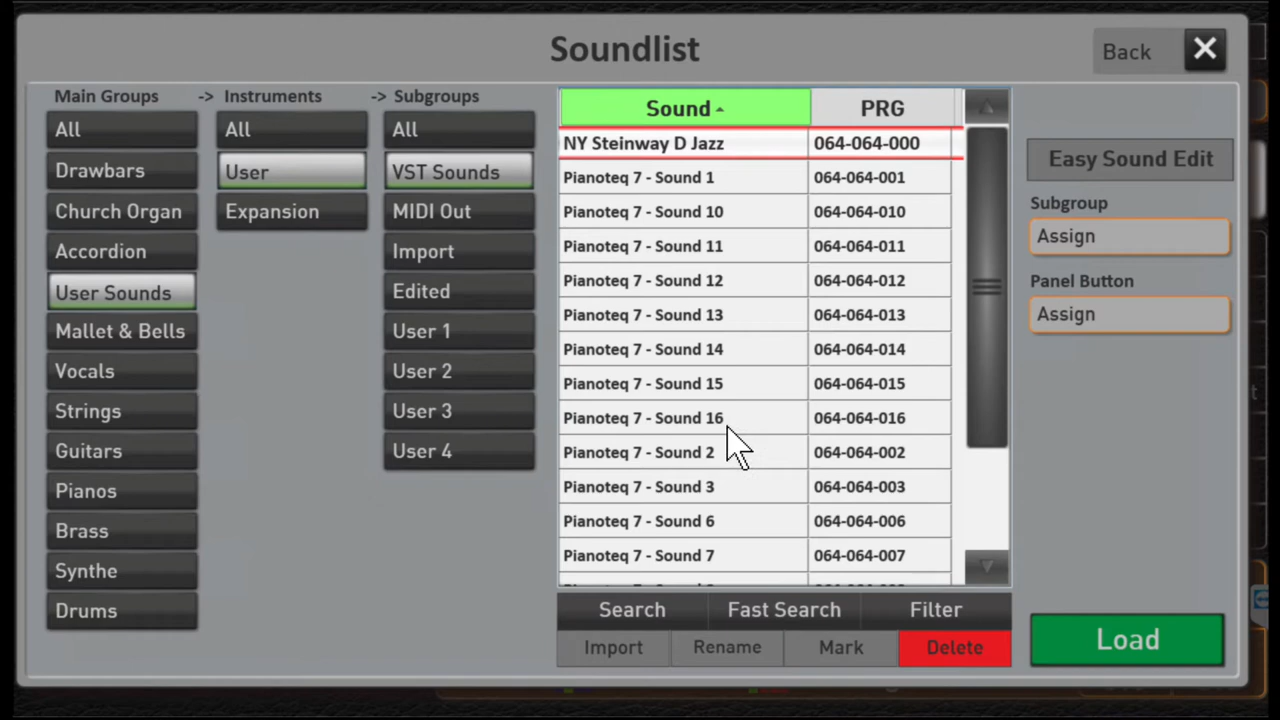 Soundlist
Back
Main Groups -> Instruments -> Subgroups
All
Drawbars
Church Organ
Accordion
User Sounds
Mallet & Bells
Vocals
Strings
Guitars
Pianos
Brass
Synthe
Drums
All
User
Expansion
All
VST Sounds
MIDI Out
Import
Edited
User 1
User 2
User 3
User 4
Sound PRG
NY Steinway D Jazz 064-064-000
Pianoteq 7 - Sound 1 064-064-001
Pianoteq 7 - Sound 10 064-064-010
Pianoteq 7 - Sound 11 064-064-011
Pianoteq 7 - Sound 12 064-064-012
Pianoteq 7 - Sound 13 064-064-013
Pianoteq 7 - Sound 14 064-064-014
Pianoteq 7 - Sound 15 064-064-015
Pianoteq 7 - Sound 16 064-064-016
Pianoteq 7 - Sound 2 064-064-002
Pianoteq 7 - Sound 3 064-064-003
Pianoteq 7 - Sound 6 064-064-006
Pianoteq 7 - Sound 7 064-064-007
Search Fast Search Filter
Import Rename Mark Delete
Easy Sound Edit
Subgroup
Assign
Panel Button
Assign
Load